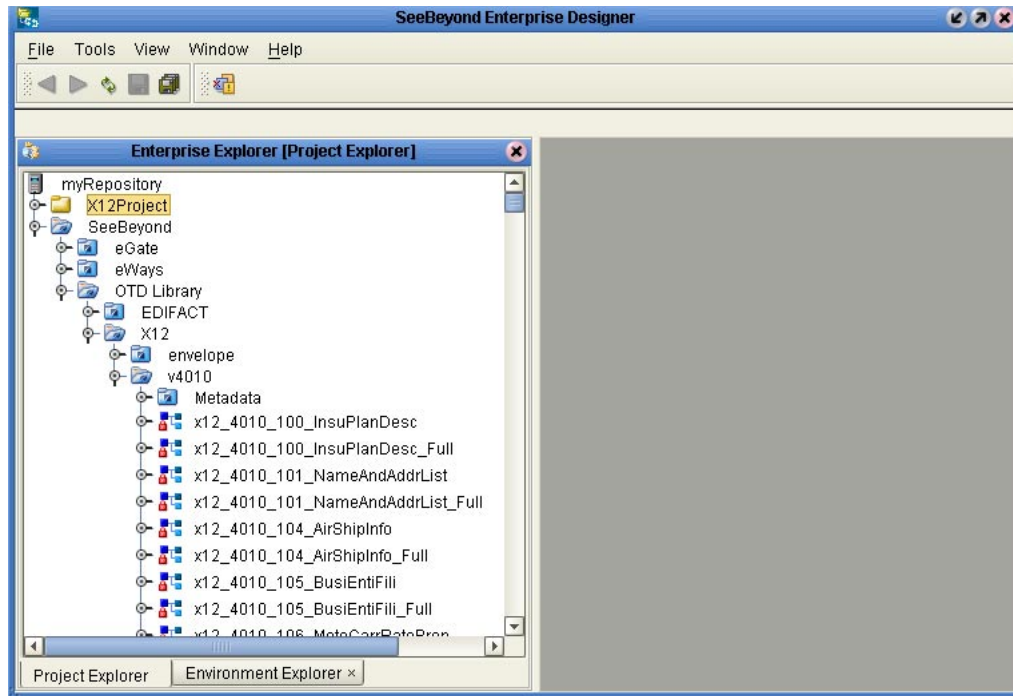 SeeBeyond Enterprise Designer
File Tools View Window Help
Enterprise Explorer [Project Explorer]
myRepository
X12Project
SeeBeyond
eGate
eWays
OTD Library
EDIFACT
X12
envelope
v4010
Metadata
x12_4010_100_InsuPlanDesc
x12_4010_100_InsuPlanDesc_Full
x12_4010_101_NameAndAddrList
x12_4010_101_NameAndAddrList_Full
x12_4010_104_AirShipInfo
x12_4010_104_AirShipInfo_Full
x12_4010_105_BusiEntiFili
x12_4010_105_BusiEntiFili_Full
Project Explorer Environment Explorer ×